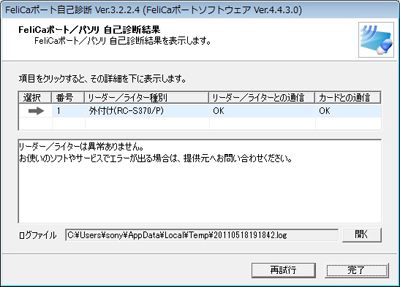 FeliCaポート自己診断 Ver.3.2.2.4 (FeliCaポートソフトウェア Ver.4.4.3.0)
FeliCaポート／パソリ 自己診断結果
FeliCaポート／パソリ 自己診断結果を表示します。
項目をクリックすると、その詳細を下に表示します。
選択 番号 リーダー／ライター種別 リーダー／ライターとの通信 カードとの通信
1 外付け(RC-S370/P) OK OK
リーダー／ライターは異常ありません。
お使いのソフトやサービスでエラーが出る場合は、提供元へお問い合わせください。
ログファイル C:¥Users¥sony¥AppData¥Local¥Temp¥20110518191842.log 開く
再試行 完了